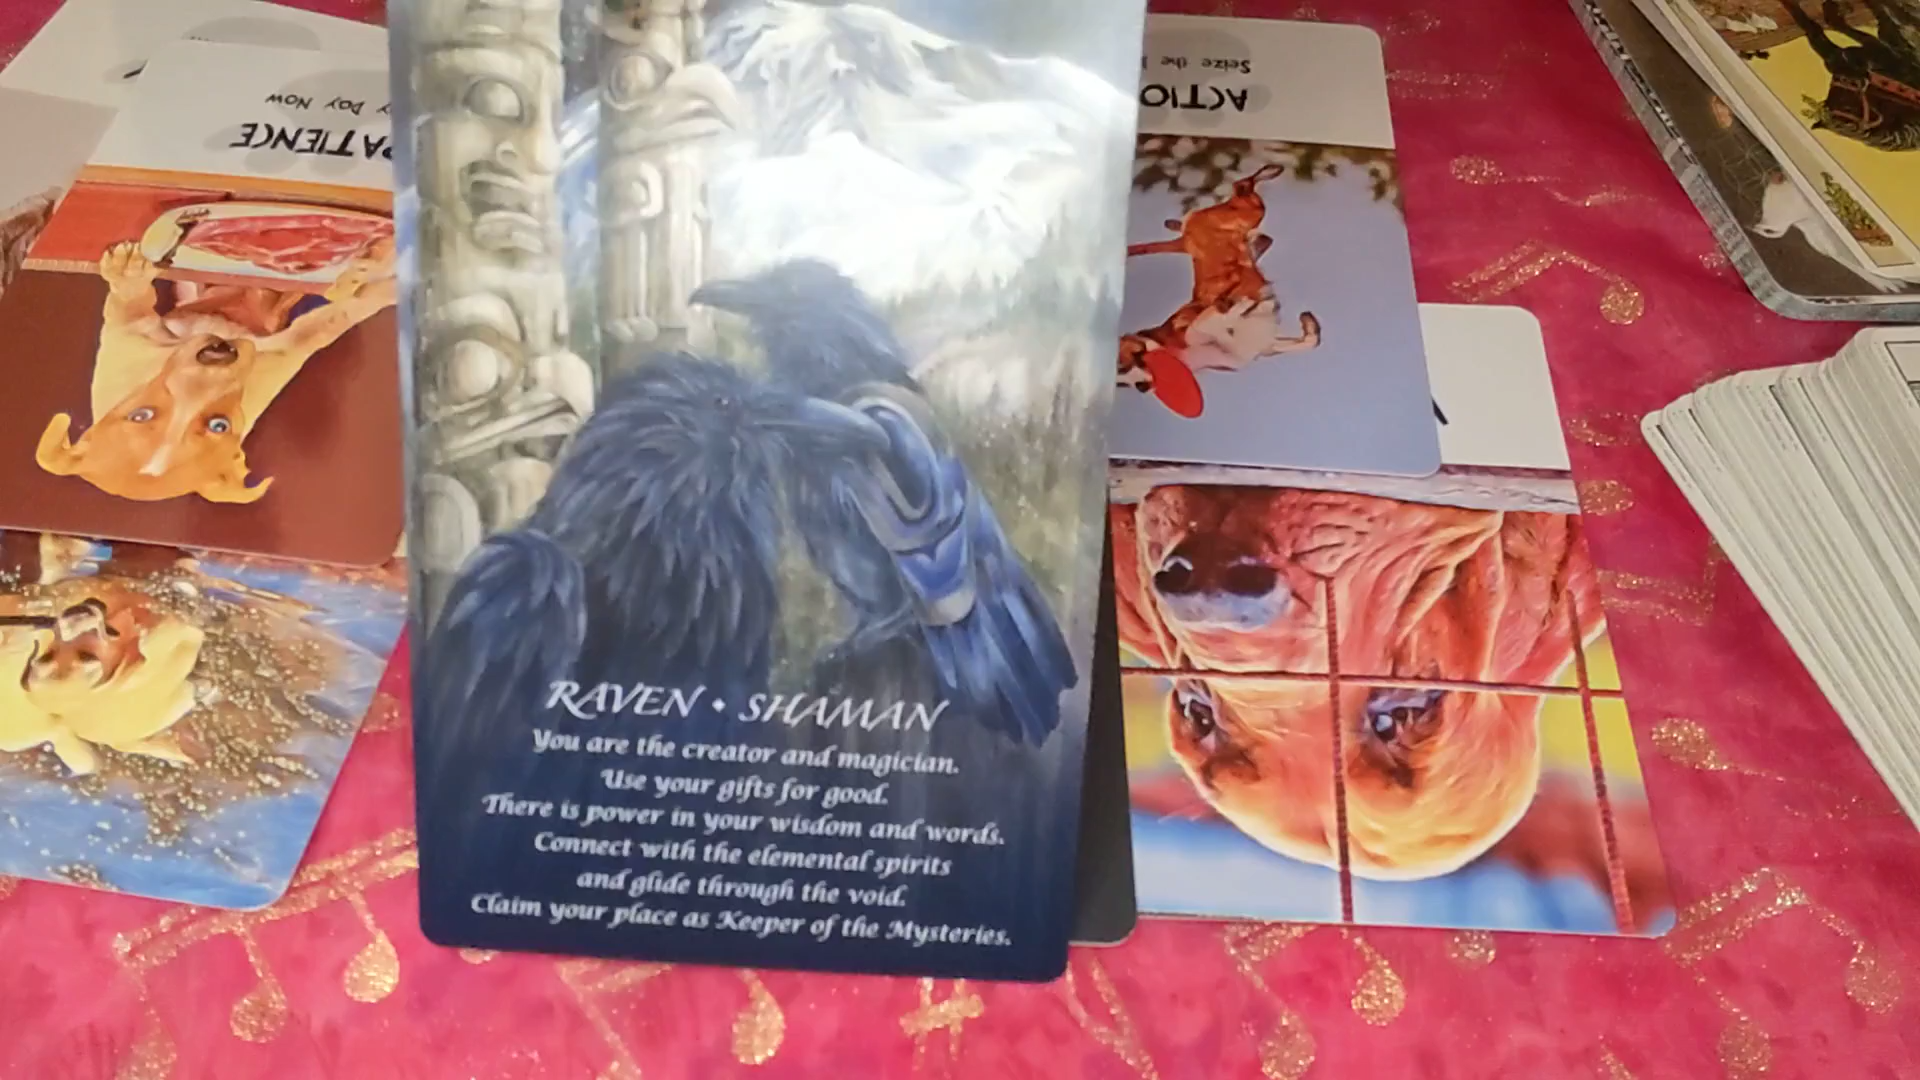 Seize the
ACTIO
y Day Now
PATIENCE
RAVEN • SHAMAN
You are the creator and magician.
Use your gifts for good.
There is power in your wisdom and words.
Connect with the elemental spirits
and glide through the void.
Claim your place as Keeper of the Mysteries.